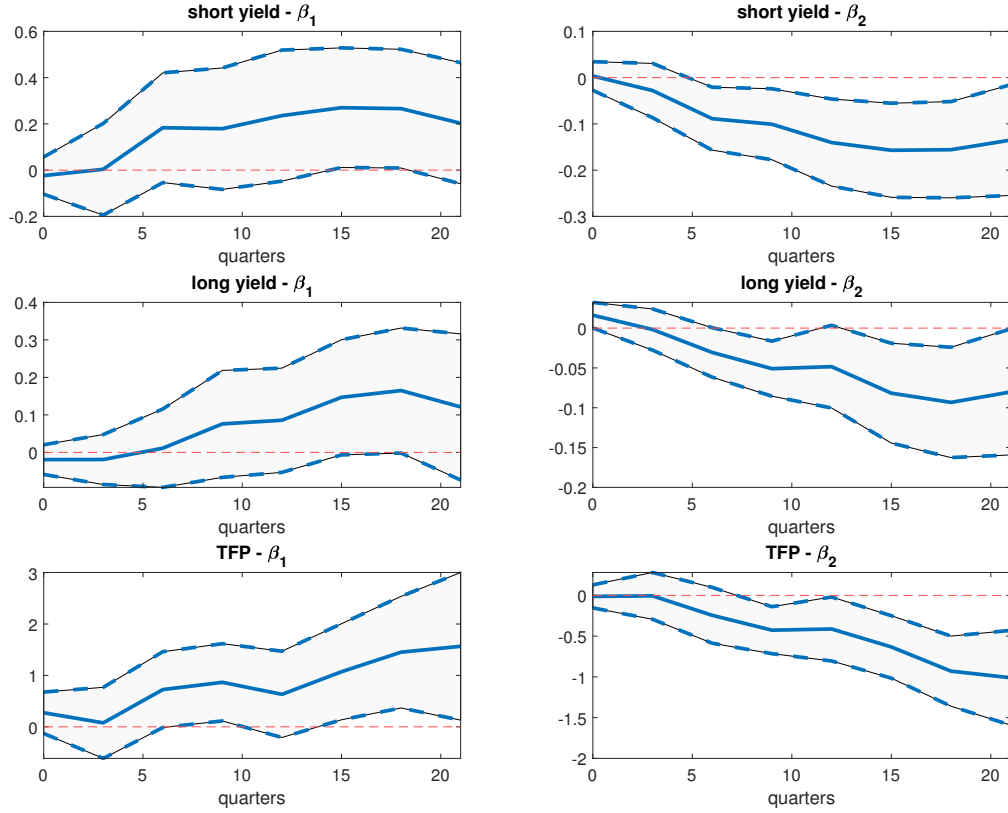 short yield - β1
0.6
0.4
0.2
0
-0.2
0 5 10 15 20
quarters
short yield - β2
0.1
0
-0.1
-0.2
-0.3
0 5 10 15 20
quarters
long yield - β1
0.4
0.3
0.2
0.1
0
0 5 10 15 20
quarters
long yield - β2
0
-0.05
-0.1
-0.15
-0.2
0 5 10 15 20
quarters
TFP - β1
3
2
1
0
0 5 10 15 20
quarters
TFP - β2
0
-0.5
-1
-1.5
-2
0 5 10 15 20
quarters